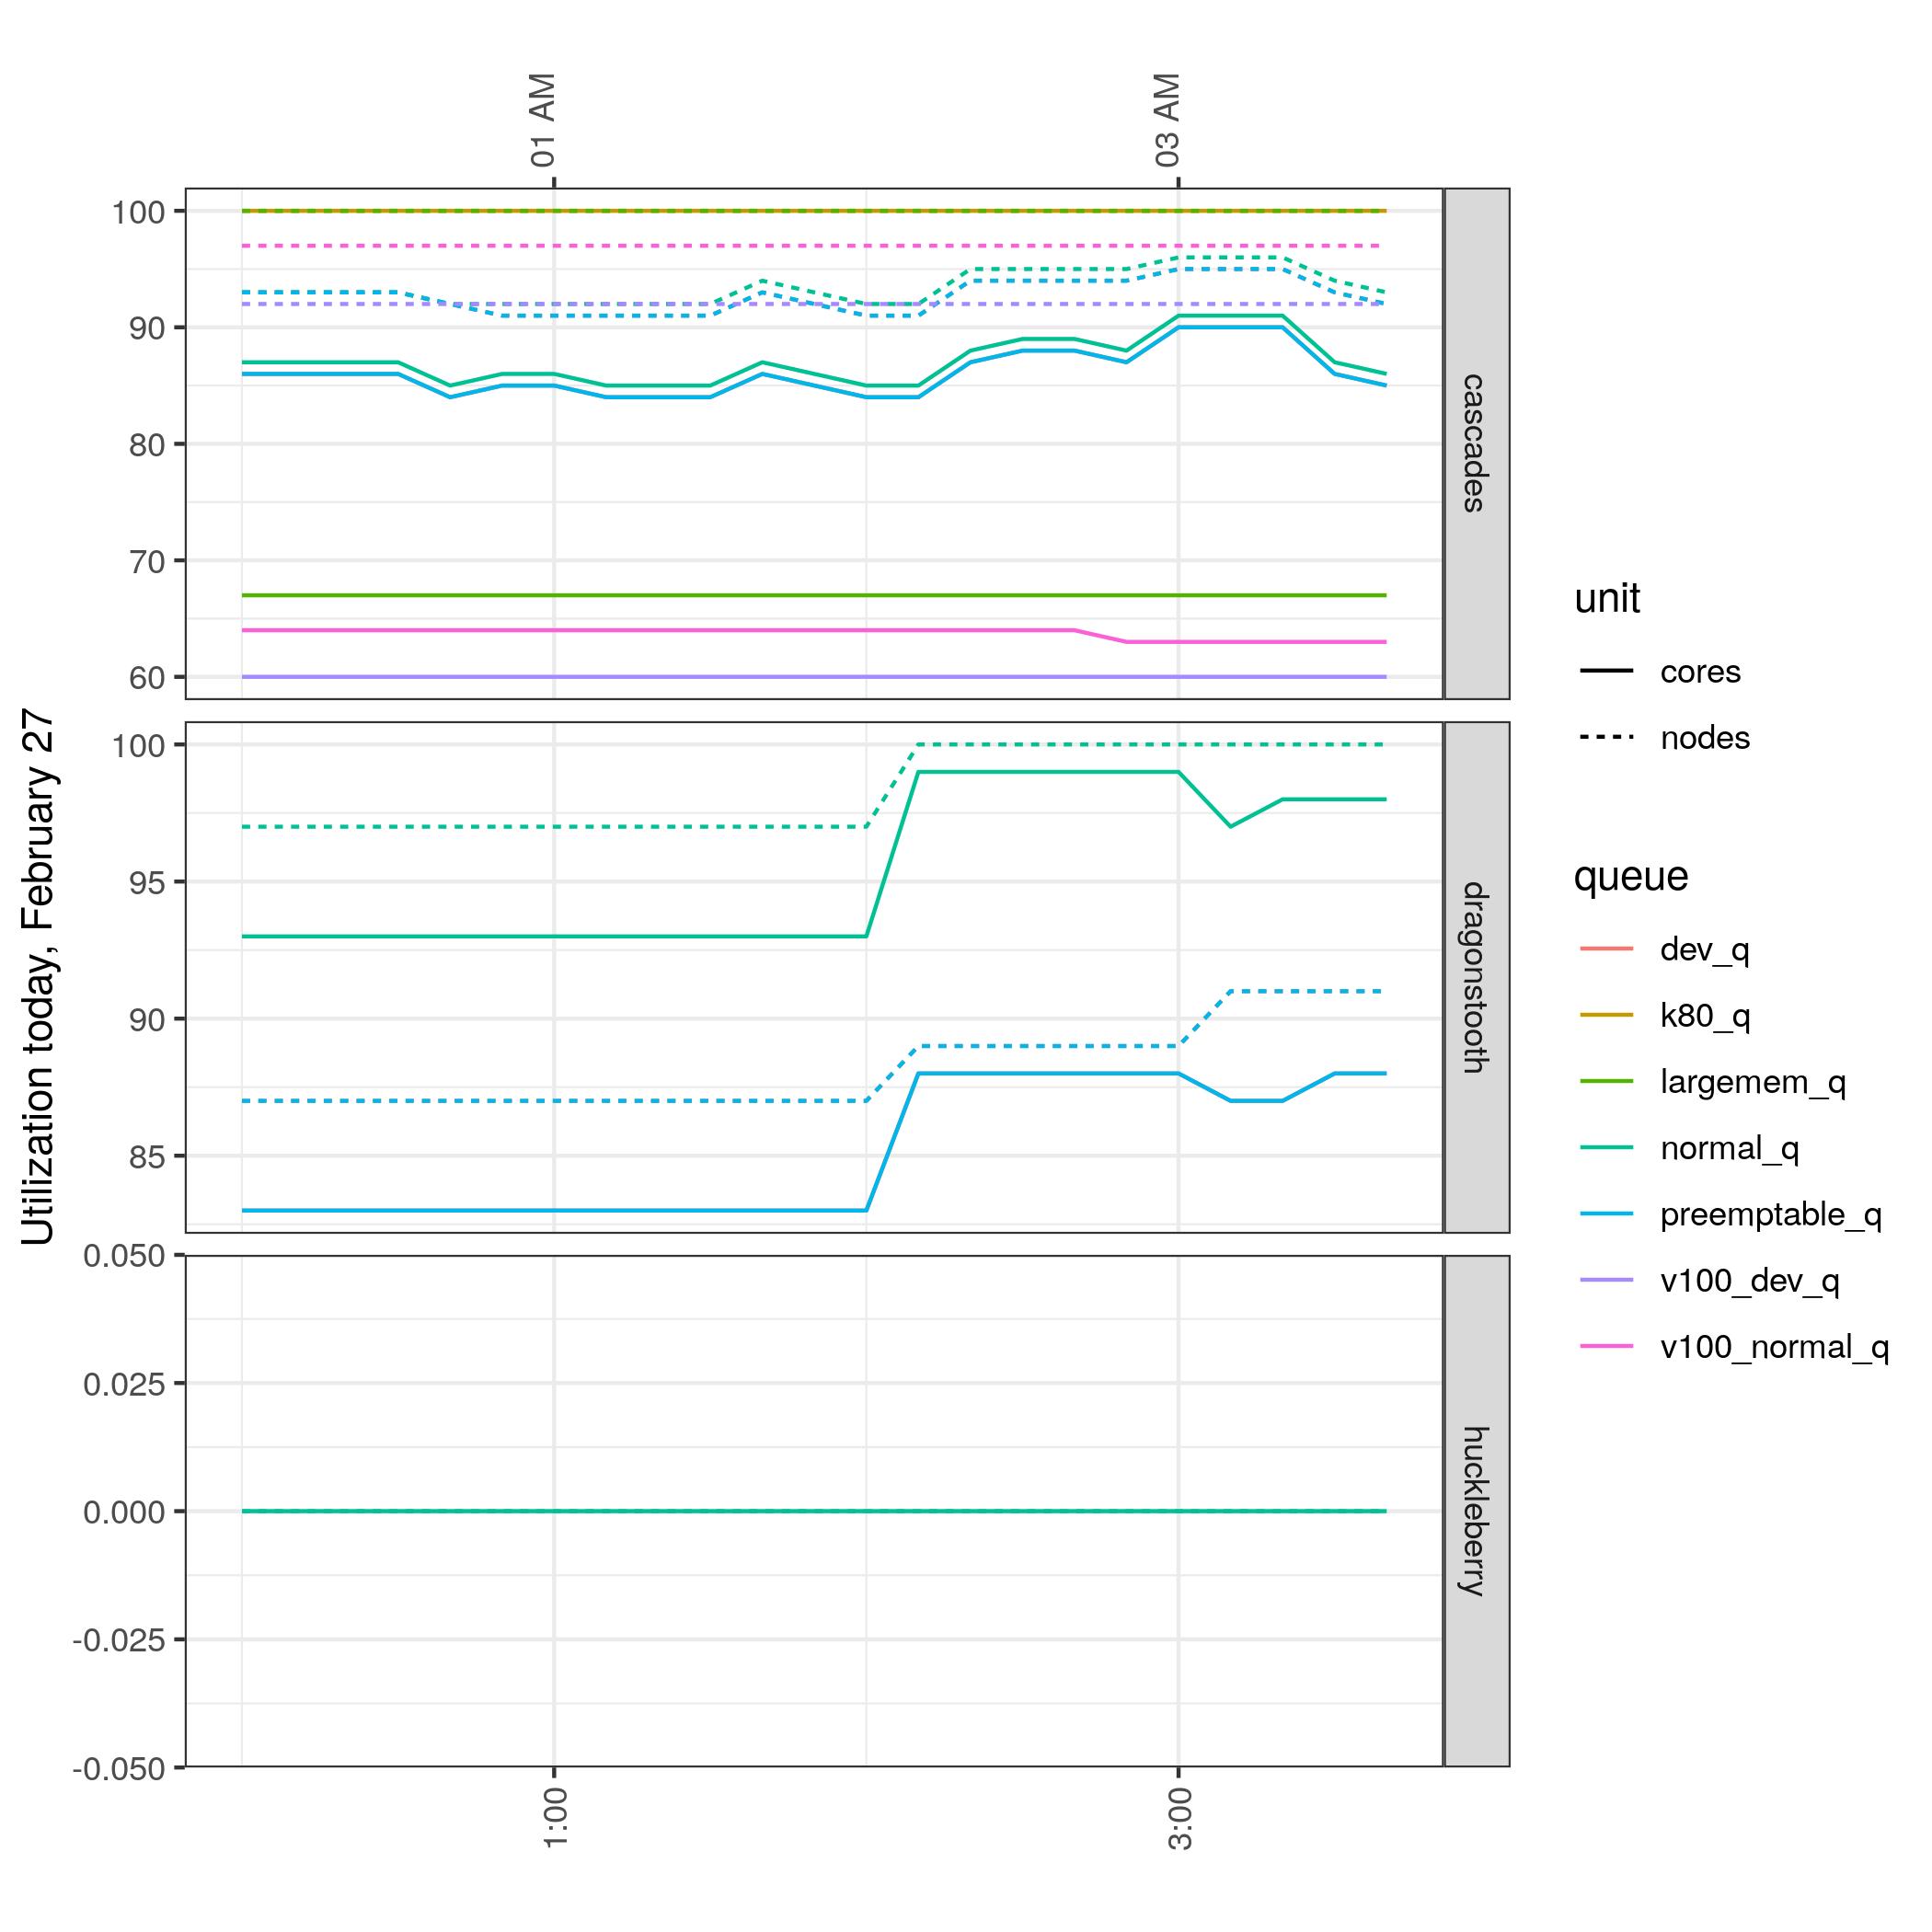 01 AM
03 AM
Utilization today, February 27
100
90
80
70
60
cascades
100
95
90
85
dragonstooth
0.050
0.025
0.000
-0.025
-0.050
huckleberry
1:00
3:00
unit
cores
nodes
queue
dev_q
k80_q
largemem_q
normal_q
preemptable_q
v100_dev_q
v100_normal_q